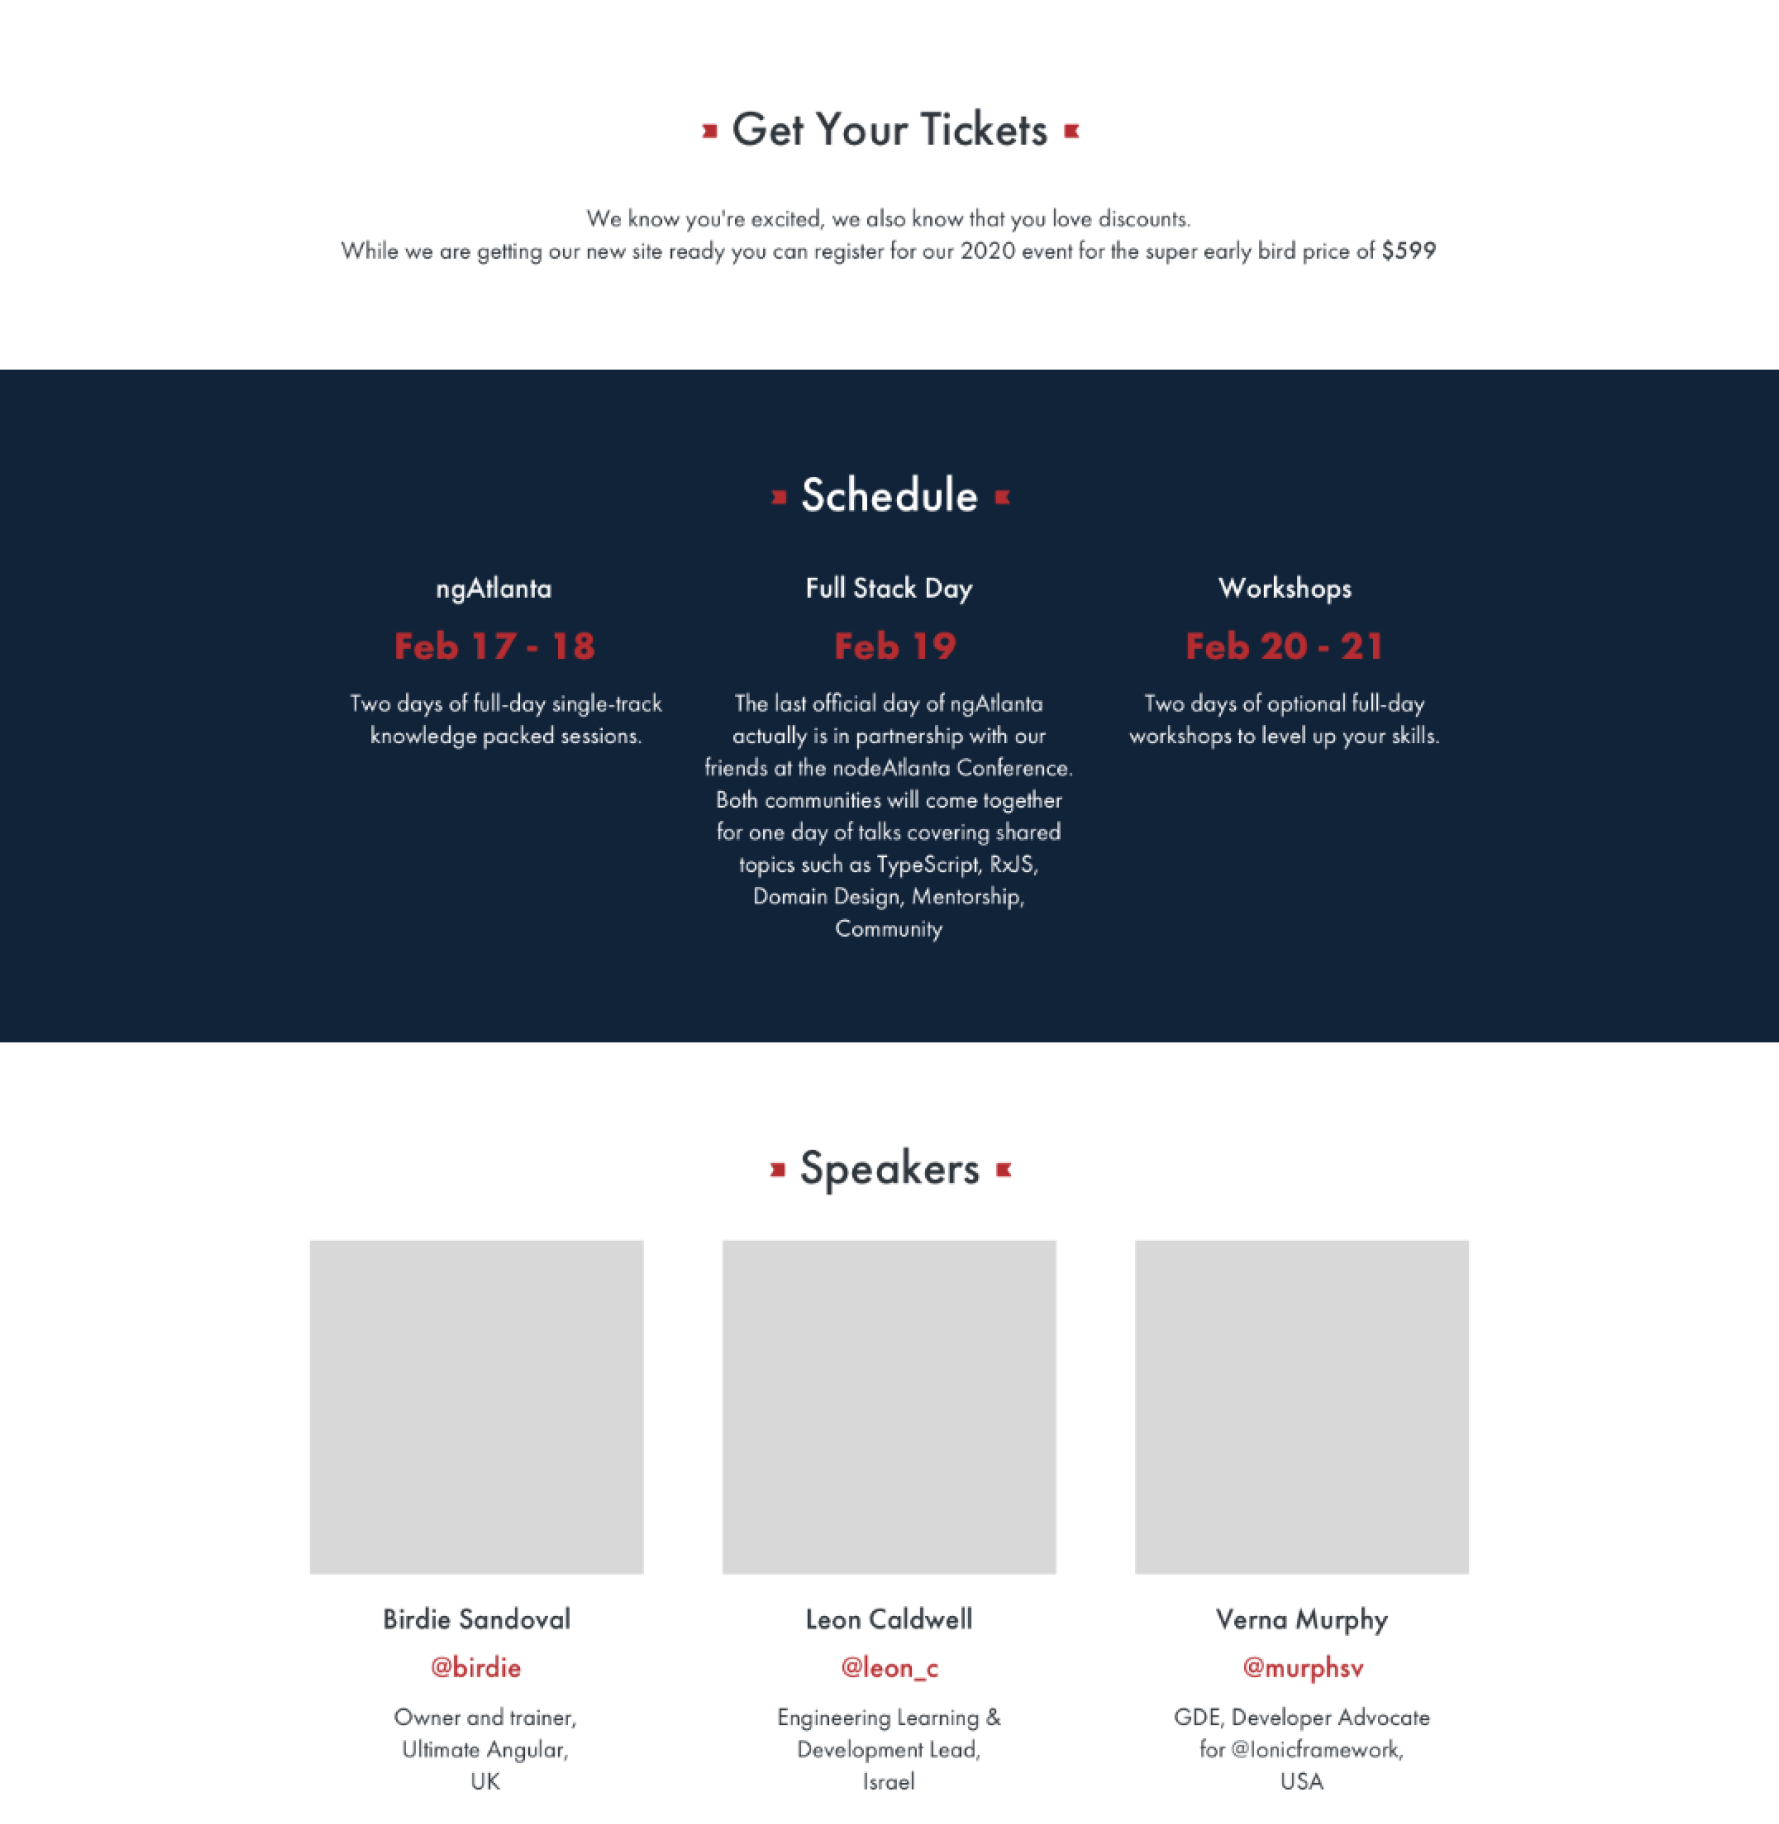 Get Your Tickets
We know you're excited, we also know that you love discounts.
While we are getting our new site ready you can register for our 2020 event for the super early bird price of $599
Schedule
ngAtlanta
Feb 17 - 18
Two days of full-day single-track
knowledge packed sessions.
Full Stack Day
Feb 19
The last official day of ngAtlanta
actually is in partnership with our
friends at the nodeAtlanta Conference.
Both communities will come together
for one day of talks covering shared
topics such as TypeScript, RxJS,
Domain Design, Mentorship,
Community
Workshops
Feb 20 - 21
Two days of optional full-day
workshops to level up your skills.
Speakers
Birdie Sandoval
@birdie
Owner and trainer,
Ultimate Angular,
UK
Leon Caldwell
@leon_c
Engineering Learning &
Development Lead,
Israel
Verna Murphy
@murphsv
GDE, Developer Advocate
for @Ionicframework,
USA